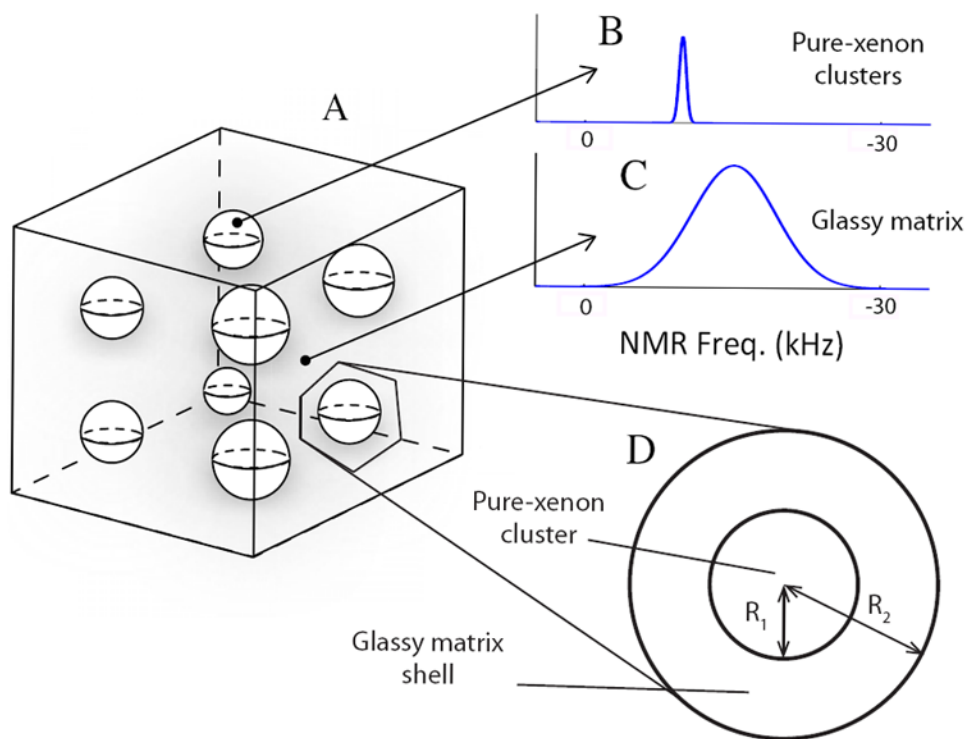 A
B
Pure-xenon
clusters
0
-30
C
Glassy matrix
0
-30
NMR Freq. (kHz)
D
Pure-xenon
cluster
R₁
R₂
Glassy matrix
shell